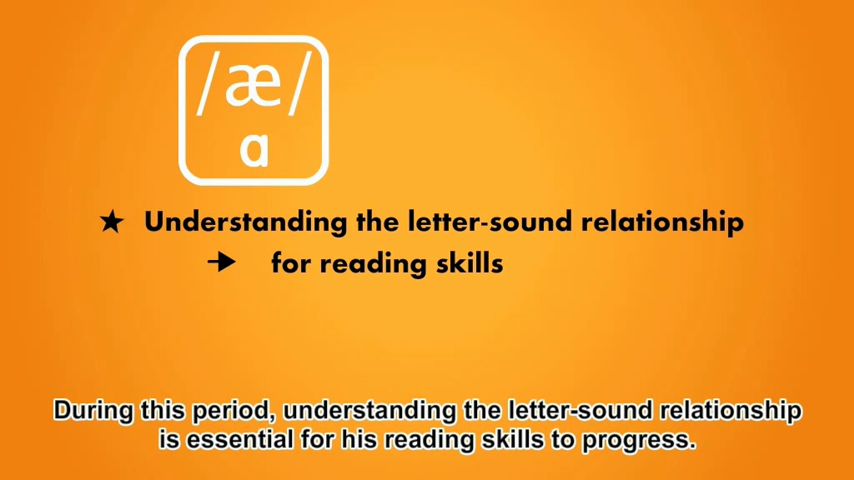 /æ/
ɑ
★ Understanding the letter-sound relationship
→ for reading skills
During this period, understanding the letter-sound relationship
is essential for his reading skills to progress.